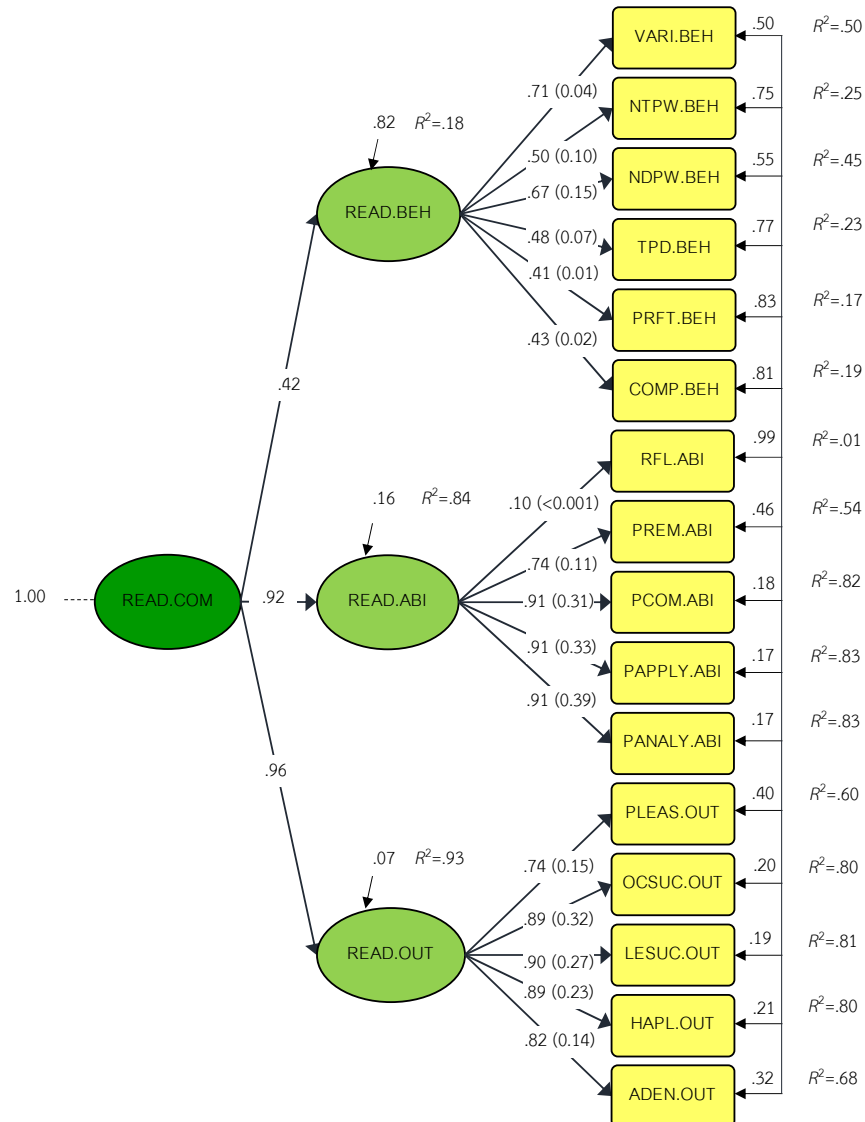 VARI.BEH .50 R²=.50
.71 (0.04)
NTPW.BEH .75 R²=.25
.82 R²=.18
.50 (0.10)
NDPW.BEH .55 R²=.45
.67 (0.15)
READ.BEH
TPD.BEH .77 R²=.23
.48 (0.07)
.41 (0.01)
PRFT.BEH .83 R²=.17
.43 (0.02)
COMP.BEH .81 R²=.19
.42
RFL.ABI .99 R²=.01
.16 R²=.84
.10 (<0.001)
PREM.ABI .46 R²=.54
.74 (0.11)
1.00 READ.COM .92 READ.ABI .91 (0.31) PCOM.ABI .18 R²=.82
.91 (0.33)
PAPPLY.ABI .17 R²=.83
.91 (0.39)
PANALY.ABI .17 R²=.83
.96
PLEAS.OUT .40 R²=.60
.07 R²=.93
.74 (0.15)
OCSUC.OUT .20 R²=.80
.89 (0.32)
READ.OUT
LESUC.OUT .19 R²=.81
.90 (0.27)
.89 (0.23)
HAPL.OUT .21 R²=.80
.82 (0.14)
ADEN.OUT .32 R²=.68